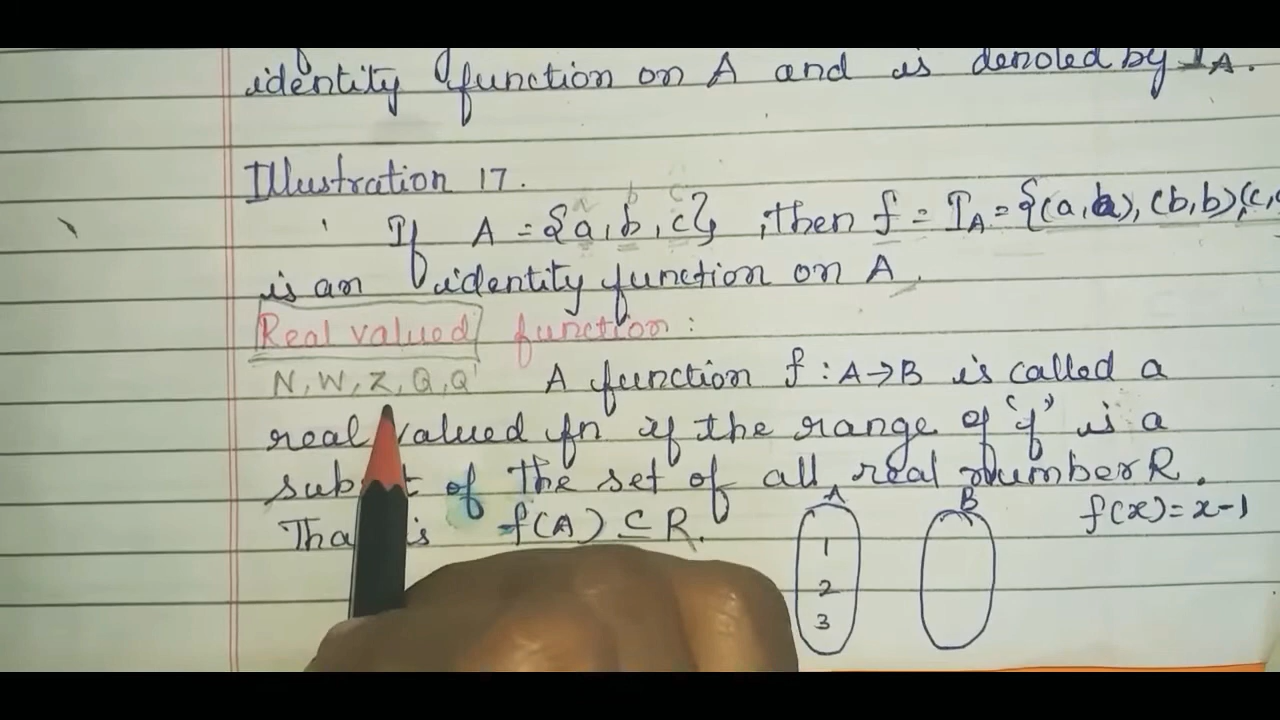 identity function on A and is denoted by I_A.
Illustration 17.
a b c
If A = {a, b, c}, then f = I_A = {(a, a), (b, b) (c,
is an identity function on A.
Real valued function:
N, W, Z, Q, Q' A function f : A→B is called a
real valued fn if the range of 'f' is a
of the set of all real number R.
is f(A) ⊆ R.
A B f(x) = x-1
1
2
3